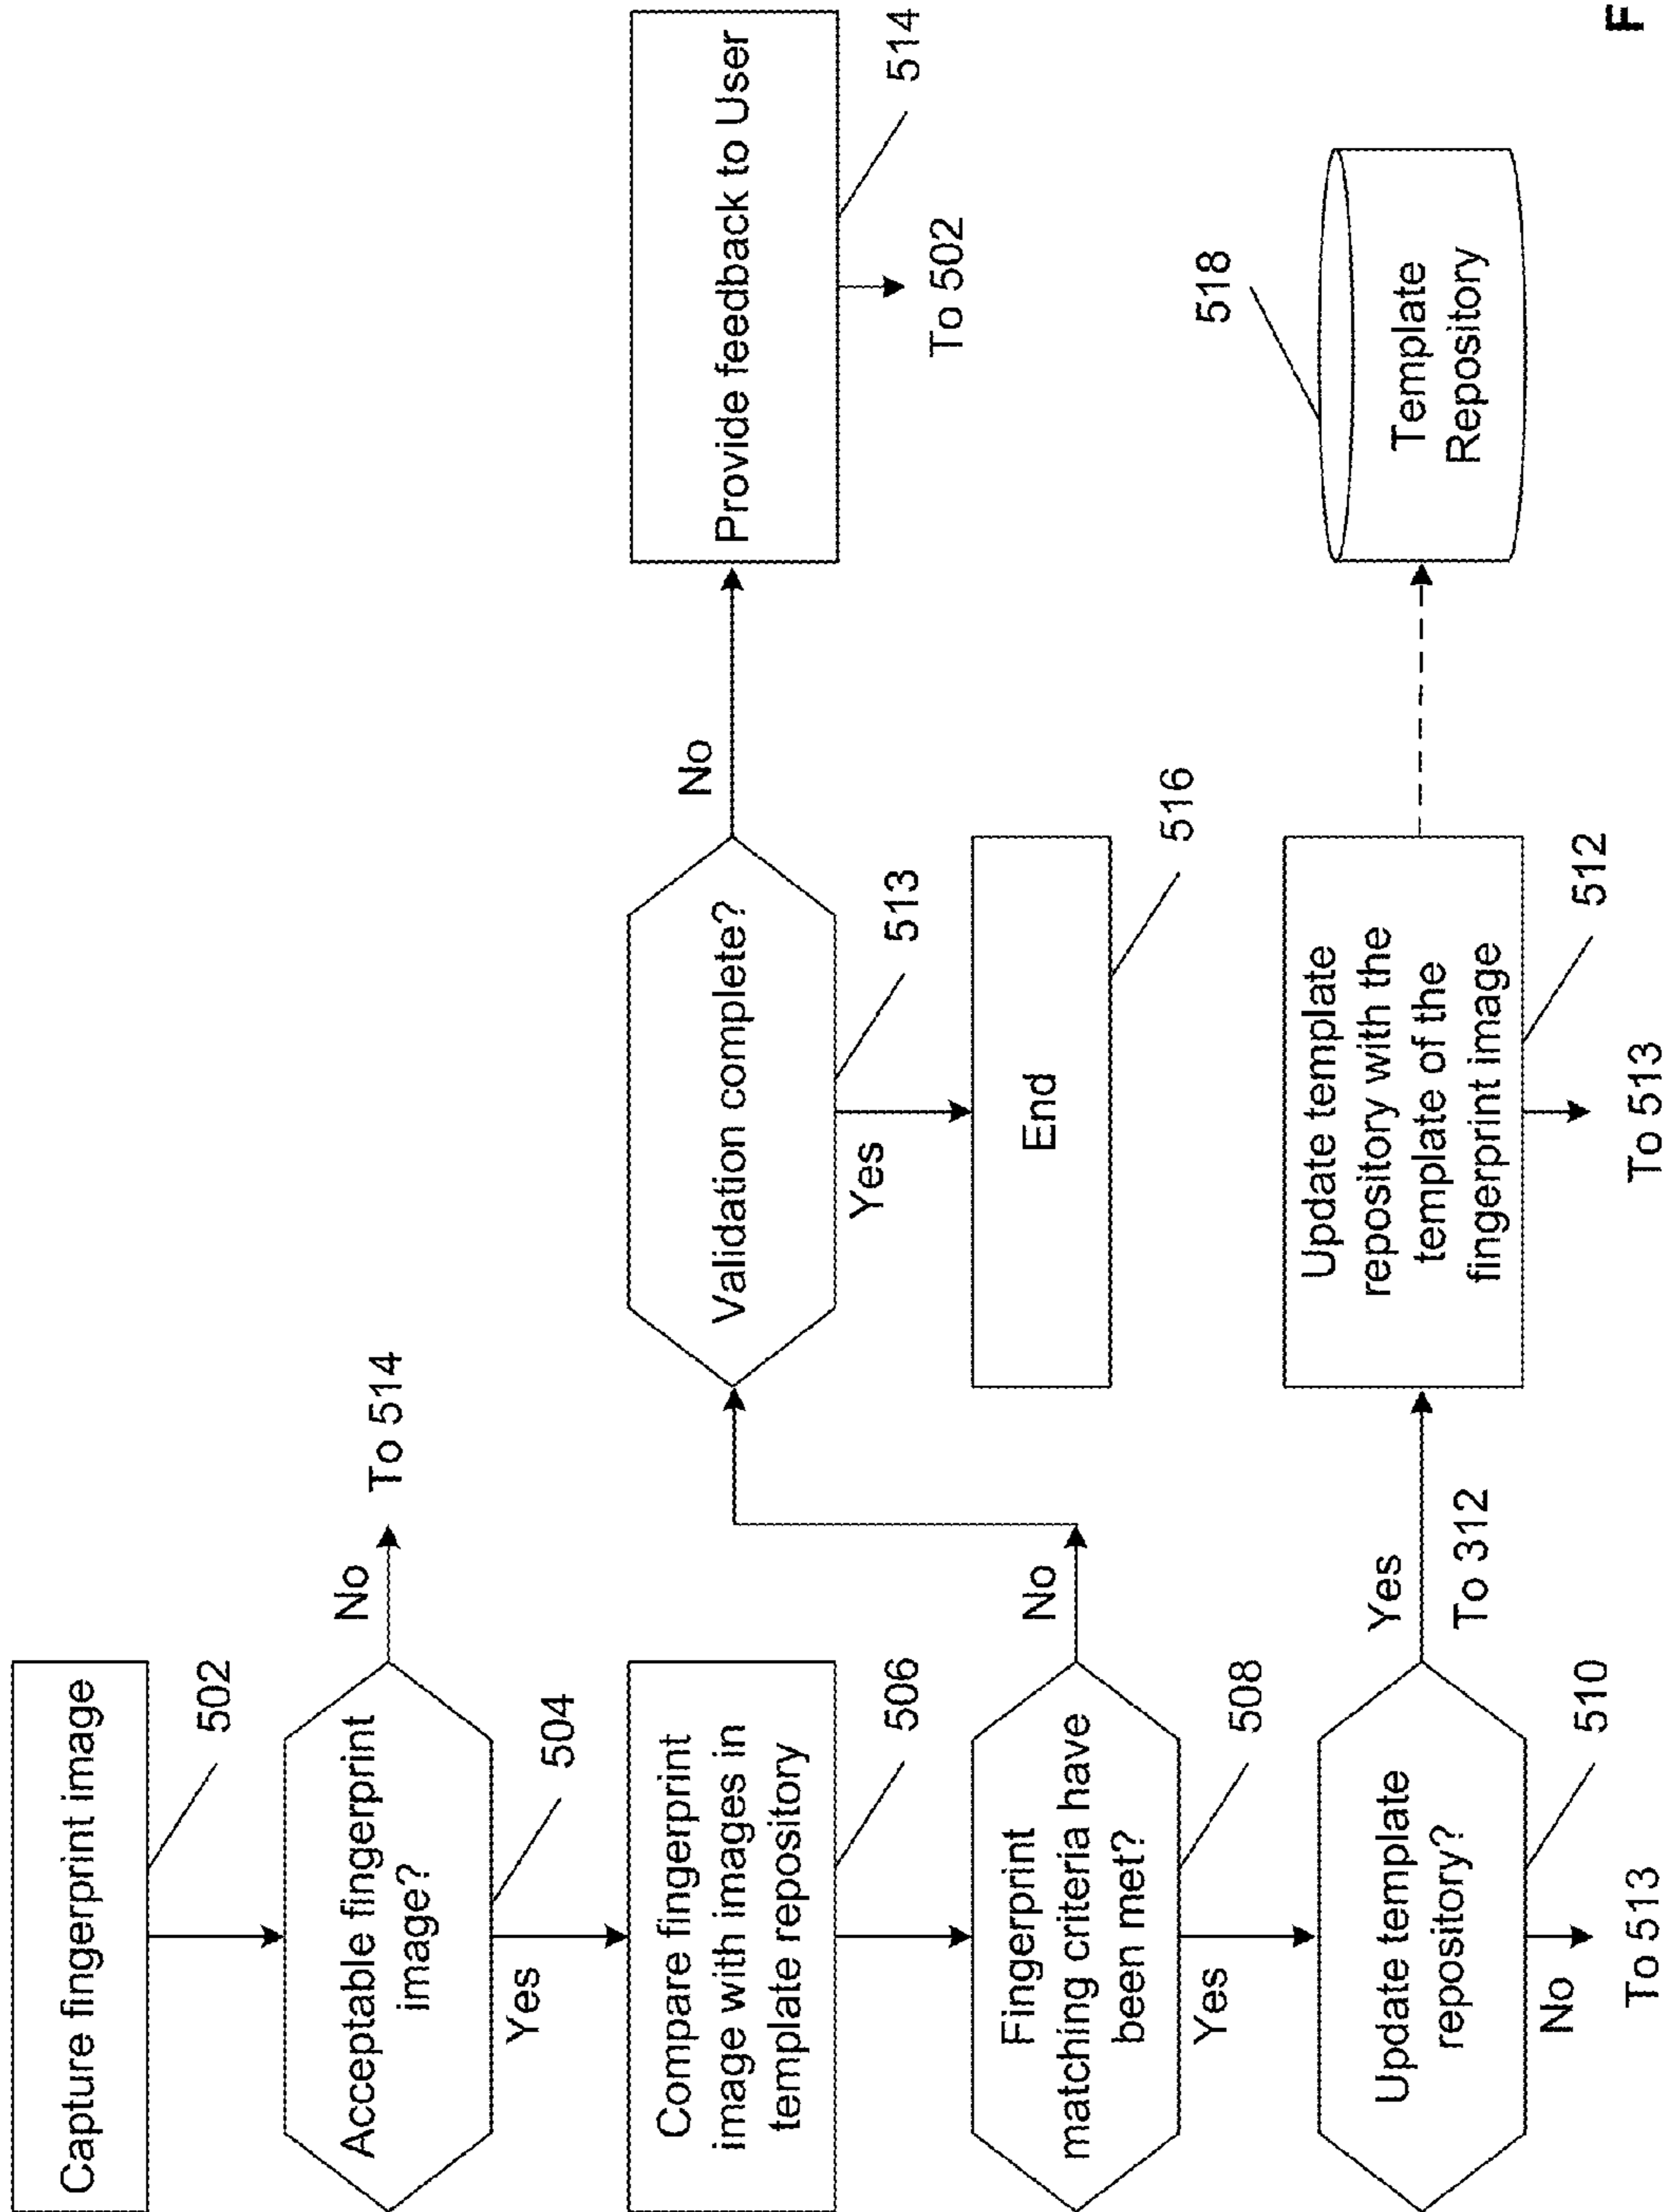 Capture fingerprint image
502
Acceptable fingerprint
image?
504
No
To 514
Yes
Compare fingerprint
image with images in
template repository
506
Fingerprint
matching criteria have
been met?
508
No
Yes
Update template
repository?
510
No
To 513
Yes
To 312
Validation complete?
513
No
Yes
End
516
Update template
repository with the
template of the
fingerprint image
512
To 513
Provide feedback to User
514
To 502
518
Template
Repository
F